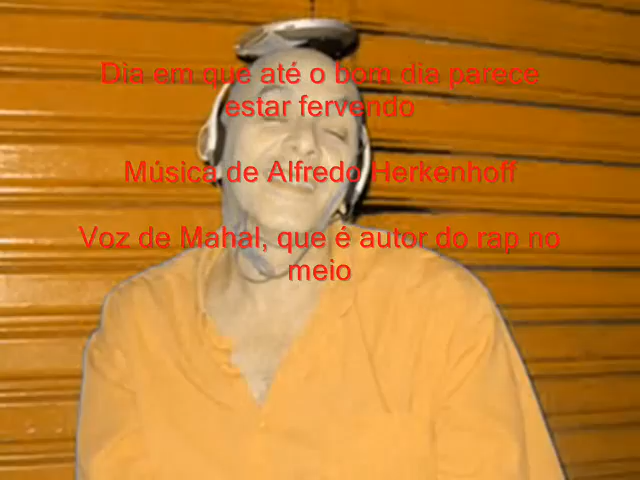 Dia em que até o bom dia parece
estar fervendo
Música de Alfredo Herkenhoff
Voz de Mahal, que é autor do rap no
meio